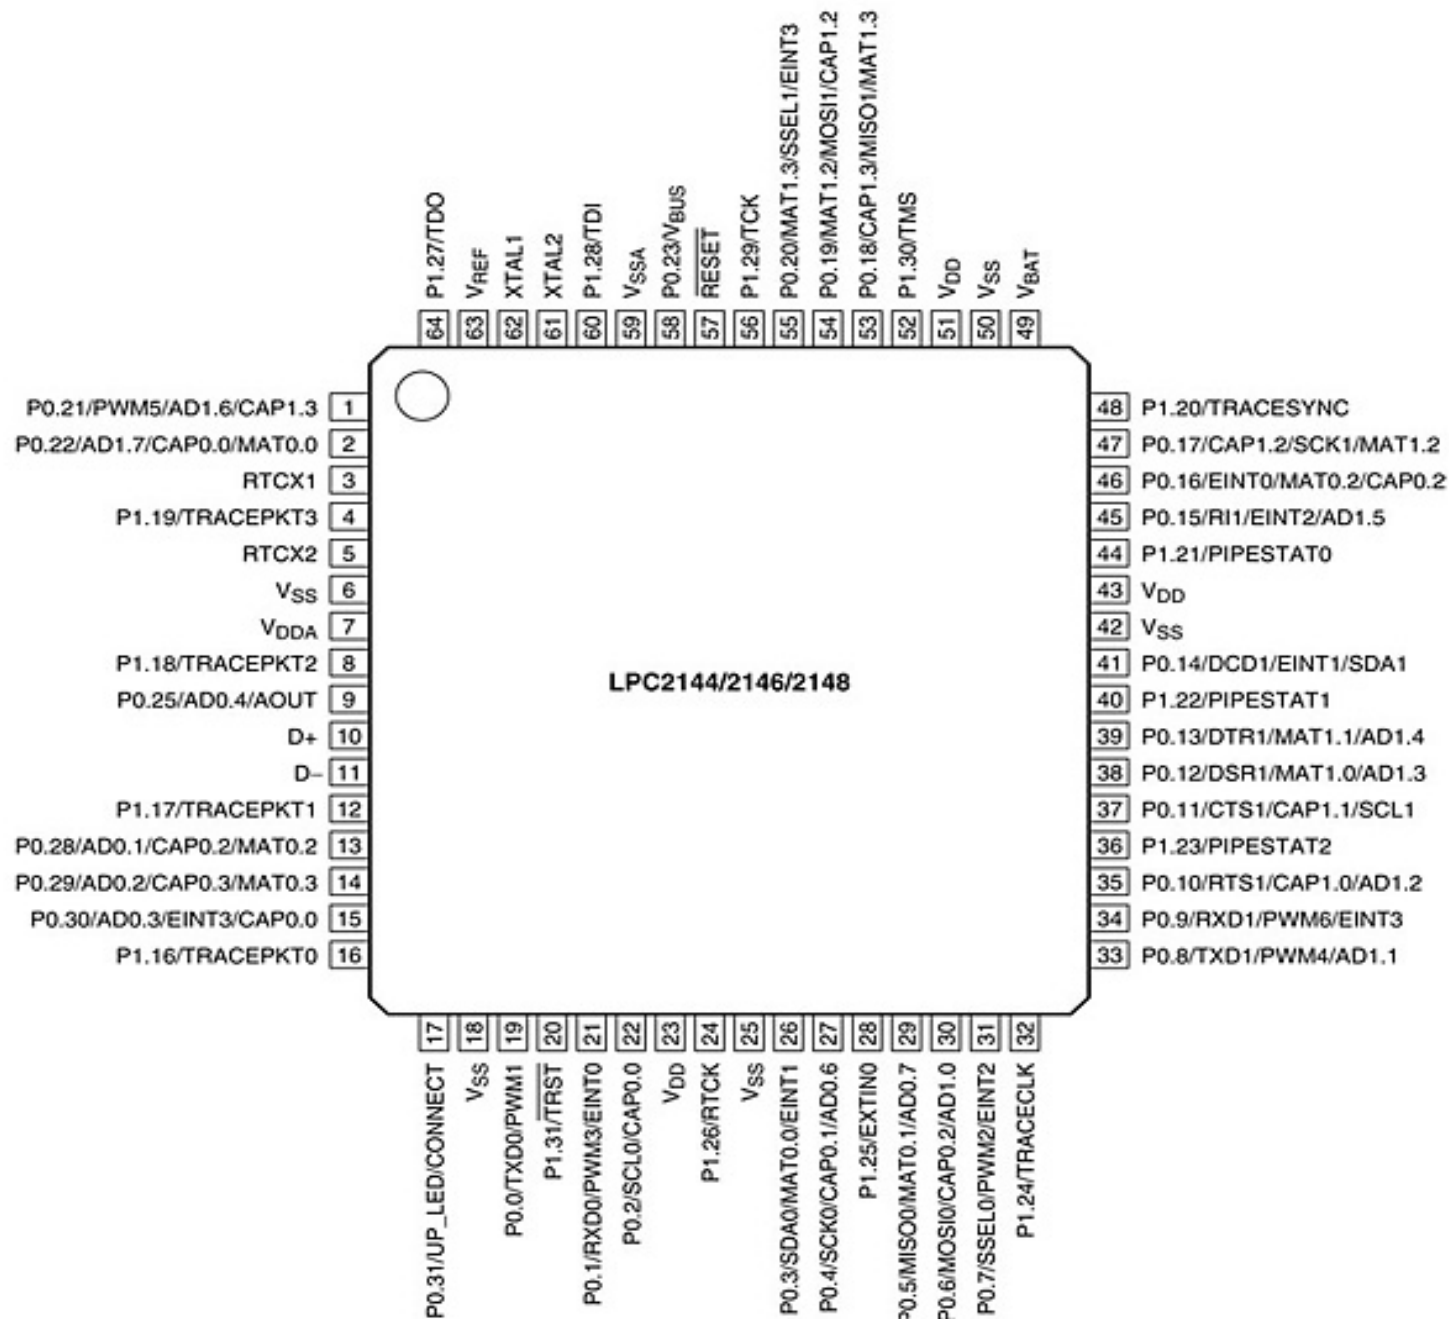 P1.27/TDO
VREF
XTAL1
XTAL2
P1.28/TDI
VSSA
P0.23/VBUS
RESET
P1.29/TCK
P0.20/MAT1.3/SSEL1/EINT3
P0.19/MAT1.2/MOSI1/CAP1.2
P0.18/CAP1.3/MISO1/MAT1.3
P1.30/TMS
VDD
VSS
VBAT
64 63 62 61 60 59 58 57 56 55 54 53 52 51 50 49
P0.21/PWM5/AD1.6/CAP1.3 1
P0.22/AD1.7/CAP0.0/MAT0.0 2
RTCX1 3
P1.19/TRACEPKT3 4
RTCX2 5
VSS 6
VDDA 7
P1.18/TRACEPKT2 8
P0.25/AD0.4/AOUT 9
D+ 10
D− 11
P1.17/TRACEPKT1 12
P0.28/AD0.1/CAP0.2/MAT0.2 13
P0.29/AD0.2/CAP0.3/MAT0.3 14
P0.30/AD0.3/EINT3/CAP0.0 15
P1.16/TRACEPKT0 16
LPC2144/2146/2148
48 P1.20/TRACESYNC
47 P0.17/CAP1.2/SCK1/MAT1.2
46 P0.16/EINT0/MAT0.2/CAP0.2
45 P0.15/RI1/EINT2/AD1.5
44 P1.21/PIPESTAT0
43 VDD
42 VSS
41 P0.14/DCD1/EINT1/SDA1
40 P1.22/PIPESTAT1
39 P0.13/DTR1/MAT1.1/AD1.4
38 P0.12/DSR1/MAT1.0/AD1.3
37 P0.11/CTS1/CAP1.1/SCL1
36 P1.23/PIPESTAT2
35 P0.10/RTS1/CAP1.0/AD1.2
34 P0.9/RXD1/PWM6/EINT3
33 P0.8/TXD1/PWM4/AD1.1
17 18 19 20 21 22 23 24 25 26 27 28 29 30 31 32
P0.31/UP_LED/CONNECT
VSS
P0.0/TXD0/PWM1
P1.31/TRST
P0.1/RXD0/PWM3/EINT0
P0.2/SCL0/CAP0.0
VDD
P1.26/RTCK
VSS
P0.3/SDA0/MAT0.0/EINT1
P0.4/SCK0/CAP0.1/AD0.6
P1.25/EXTIN0
P0.5/MISO0/MAT0.1/AD0.7
P0.6/MOSI0/CAP0.2/AD1.0
P0.7/SSEL0/PWM2/EINT2
P1.24/TRACECLK